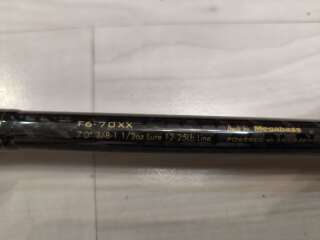 F6-70XX
Megabass
7'0" 3/8-1 1/2oz Lure 12-25lb Line